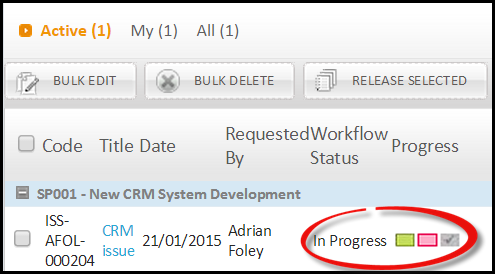 Active (1) My (1) All (1)
BULK EDIT BULK DELETE RELEASE SELECTED
Code Title Date Requested By Workflow Status Progress
SP001 - New CRM System Development
ISS-AFOL-000204 CRM issue 21/01/2015 Adrian Foley In Progress